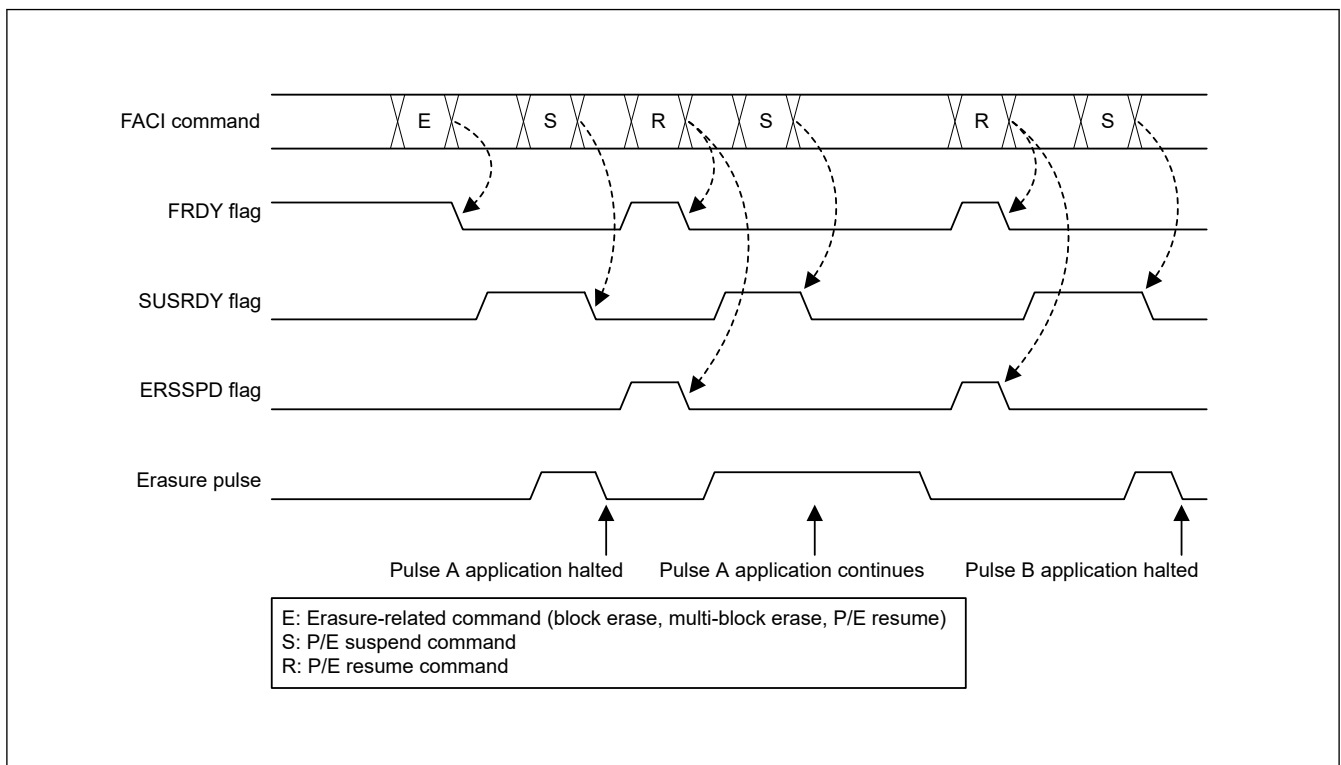 FACI command
E S R S R S
FRDY flag
SUSRDY flag
ERSSPD flag
Erasure pulse
Pulse A application halted Pulse A application continues Pulse B application halted
E: Erasure-related command (block erase, multi-block erase, P/E resume)
S: P/E suspend command
R: P/E resume command